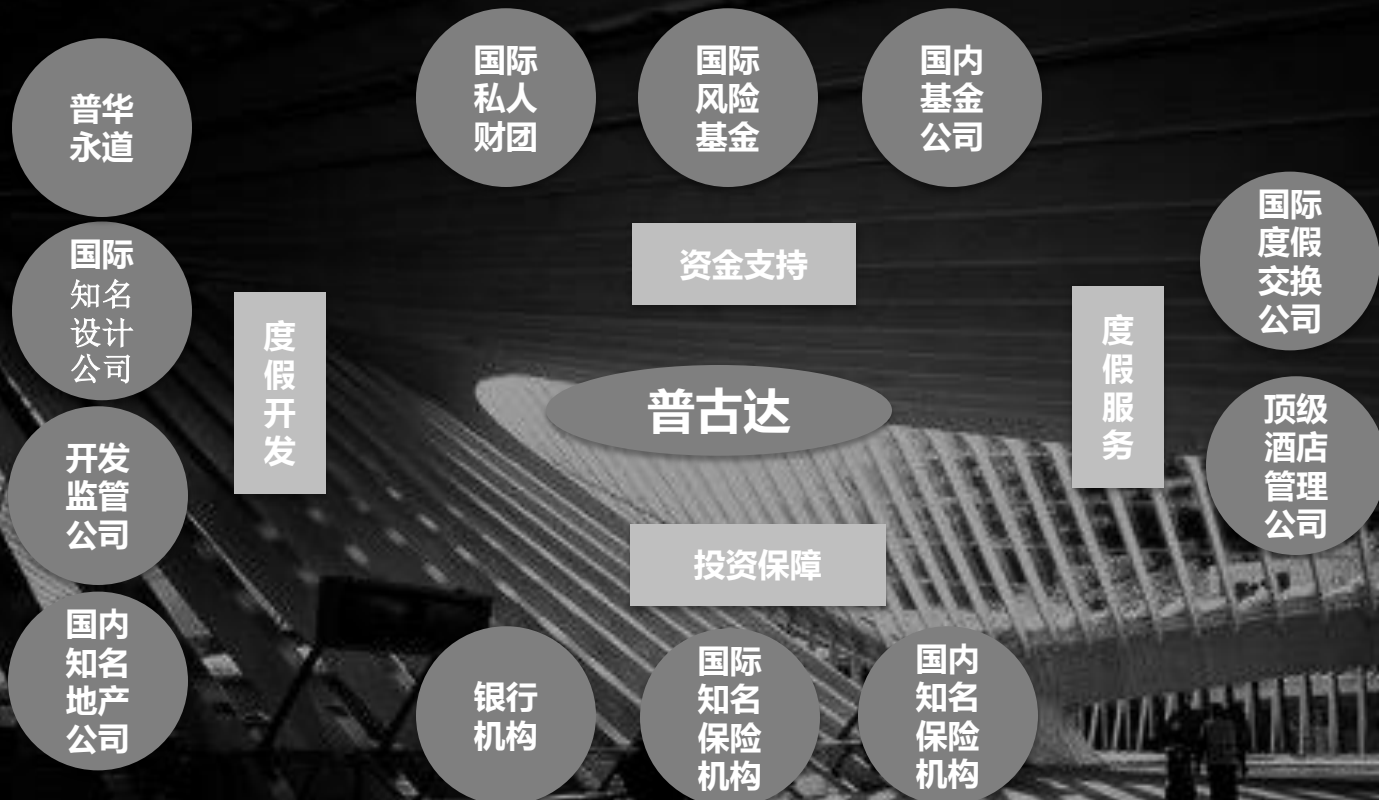 普华
永道
国际
知名
设计
公司
开发
监管
公司
国内
知名
地产
公司
度
假
开
发
国际
私人
财团
国际
风险
基金
国内
基金
公司
资金支持
普古达
投资保障
银行
机构
国际
知名
保险
机构
国内
知名
保险
机构
度
假
服
务
国际
度假
交换
公司
顶级
酒店
管理
公司